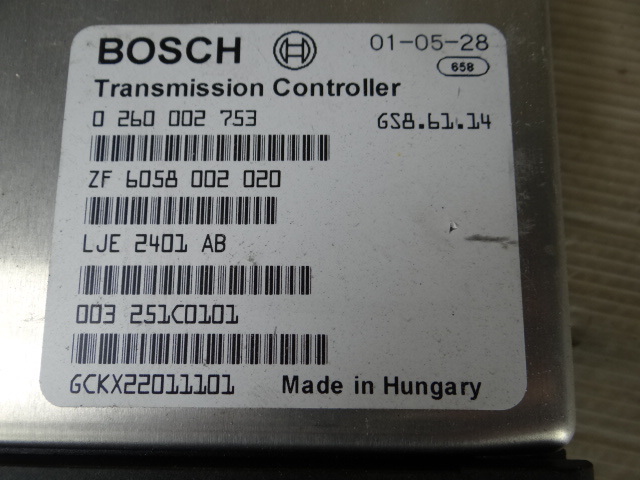 BOSCH 01-05-28
658
Transmission Controller
0 260 002 753 GS8.61.14
ZF 6058 002 020
LJE 2401 AB
003 251C0101
GCKX22011101 Made in Hungary